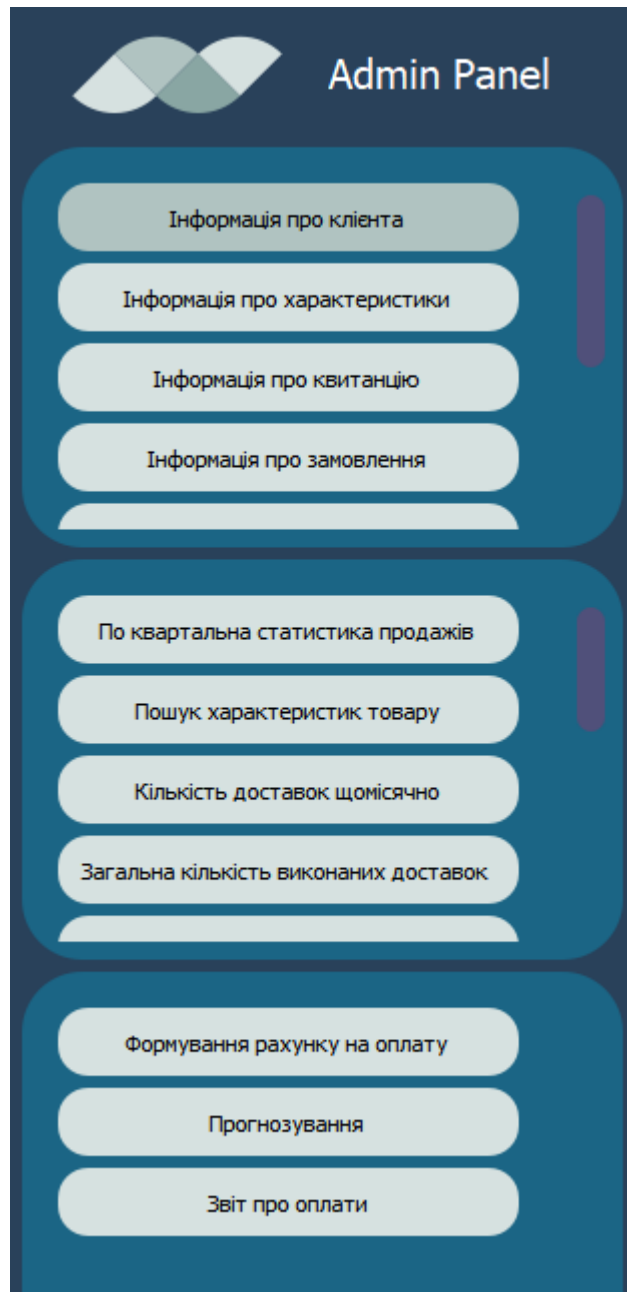 Admin Panel
Інформація про клієнта
Інформація про характеристики
Інформація про квитанцію
Інформація про замовлення
По квартальна статистика продажів
Пошук характеристик товару
Кількість доставок щомісячно
Загальна кількість виконаних доставок
Формування рахунку на оплату
Прогнозування
Звіт про оплати